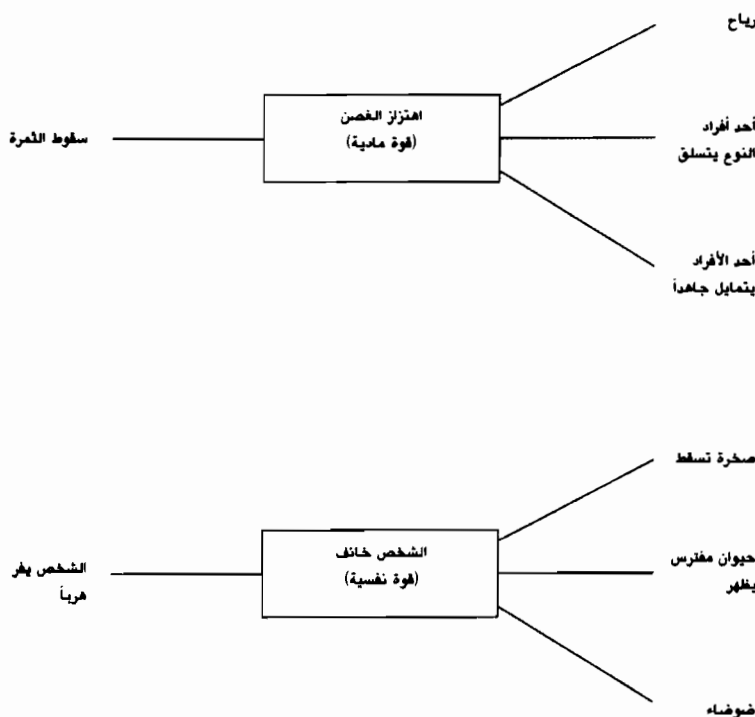 رياح
اهتزاز الغصن
(قوة مادية)
أحد أفراد
النوع يتسلق
سقوط الثمرة
أحد الأفراد
يتمايل جاهداً
صخرة تسقط
الشخص خائف
(قوة نفسية)
حيوان مفترس
يظهر
الشخص يفر
هرباً
ضوضاء